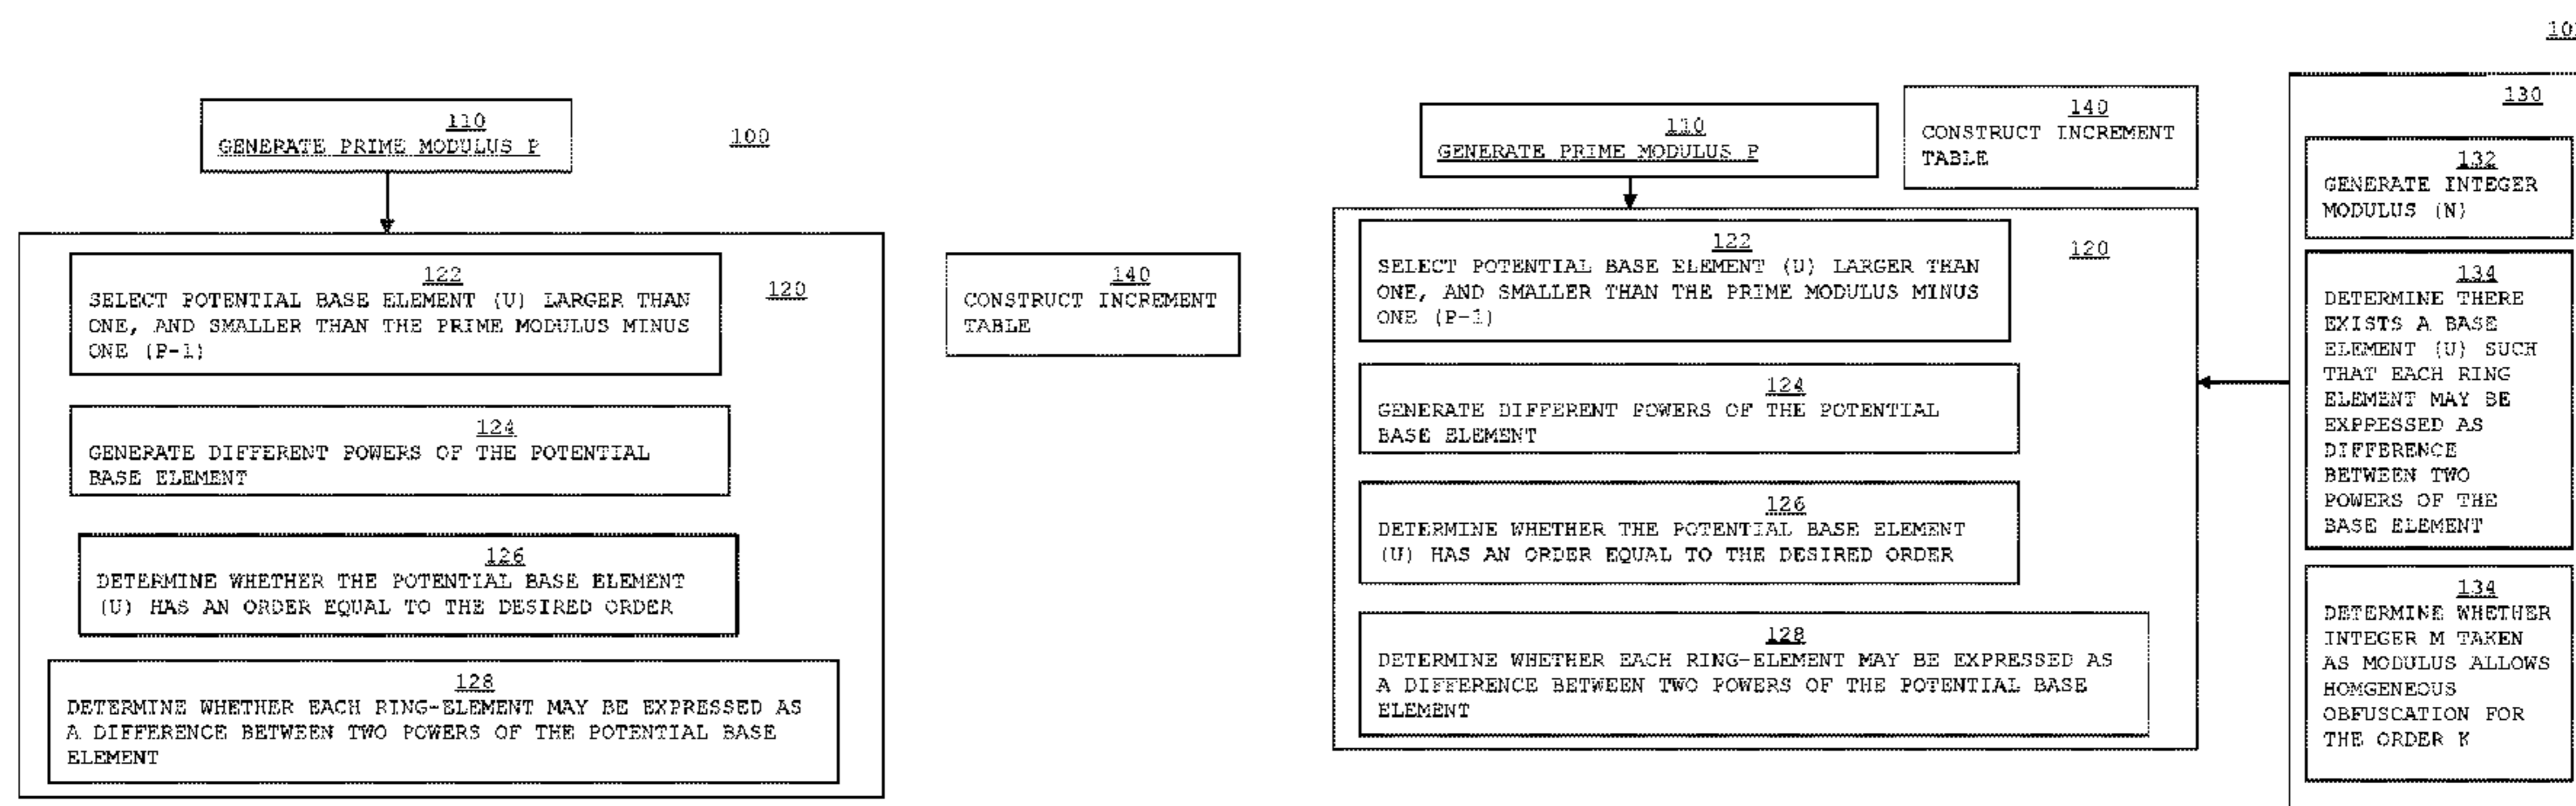 110
GENERATE PRIME MODULUS P
100
120
122
SELECT POTENTIAL BASE ELEMENT (U) LARGER THAN
ONE, AND SMALLER THAN THE PRIME MODULUS MINUS
ONE (P-1)
124
GENERATE DIFFERENT POWERS OF THE POTENTIAL
BASE ELEMENT
126
DETERMINE WHETHER THE POTENTIAL BASE ELEMENT
(U) HAS AN ORDER EQUAL TO THE DESIRED ORDER
128
DETERMINE WHETHER EACH RING-ELEMENT MAY BE EXPRESSED AS
A DIFFERENCE BETWEEN TWO POWERS OF THE POTENTIAL BASE
ELEMENT
140
CONSTRUCT INCREMENT
TABLE
110
GENERATE PRIME MODULUS P
140
CONSTRUCT INCREMENT
TABLE
120
122
SELECT POTENTIAL BASE ELEMENT (U) LARGER THAN
ONE, AND SMALLER THAN THE PRIME MODULUS MINUS
ONE (P-1)
124
GENERATE DIFFERENT POWERS OF THE POTENTIAL
BASE ELEMENT
126
DETERMINE WHETHER THE POTENTIAL BASE ELEMENT
(U) HAS AN ORDER EQUAL TO THE DESIRED ORDER
128
DETERMINE WHETHER EACH RING-ELEMENT MAY BE EXPRESSED AS
A DIFFERENCE BETWEEN TWO POWERS OF THE POTENTIAL BASE
ELEMENT
130
132
GENERATE INTEGER
MODULUS (N)
134
DETERMINE THERE
EXISTS A BASE
ELEMENT (U) SUCH
THAT EACH RING
ELEMENT MAY BE
EXPRESSED AS
DIFFERENCE
BETWEEN TWO
POWERS OF THE
BASE ELEMENT
134
DETERMINE WHETHER
INTEGER M TAKEN
AS MODULUS ALLOWS
HOMGENEOUS
OBFUSCATION FOR
THE ORDER K